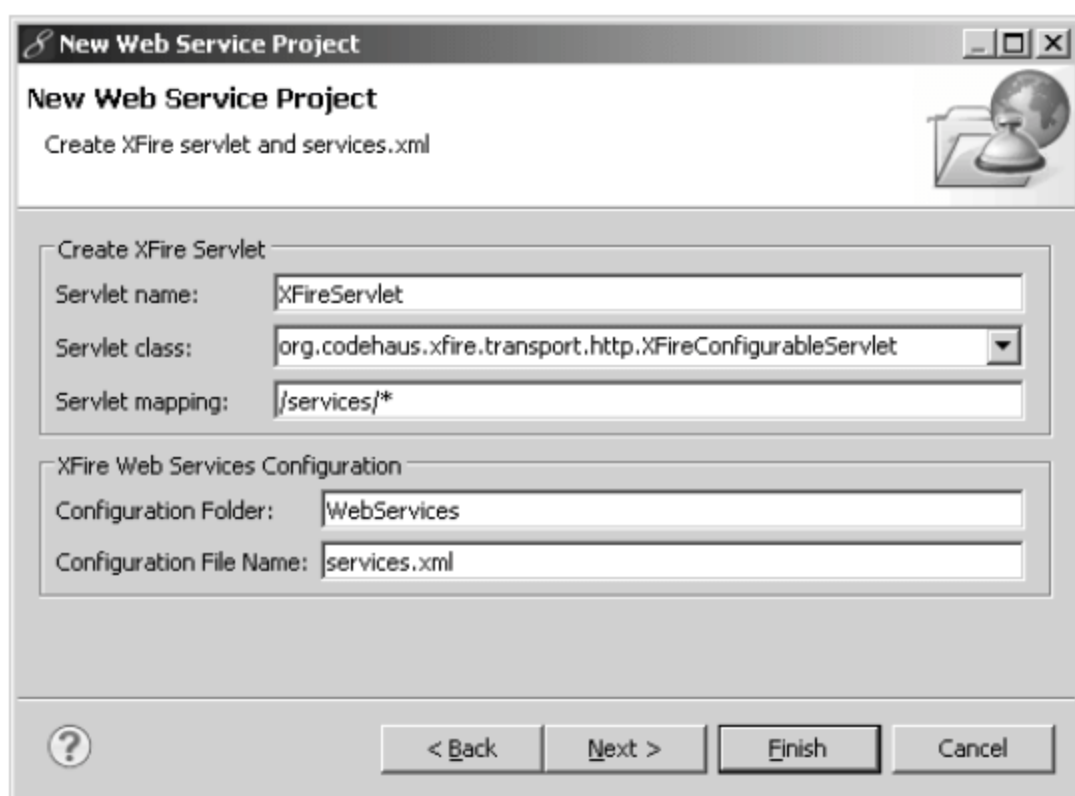 New Web Service Project
New Web Service Project
Create XFire servlet and services.xml
Create XFire Servlet
Servlet name: XFireServlet
Servlet class: org.codehaus.xfire.transport.http.XFireConfigurableServlet
Servlet mapping: /services/*
XFire Web Services Configuration
Configuration Folder: WebServices
Configuration File Name: services.xml
? < Back Next > Finish Cancel